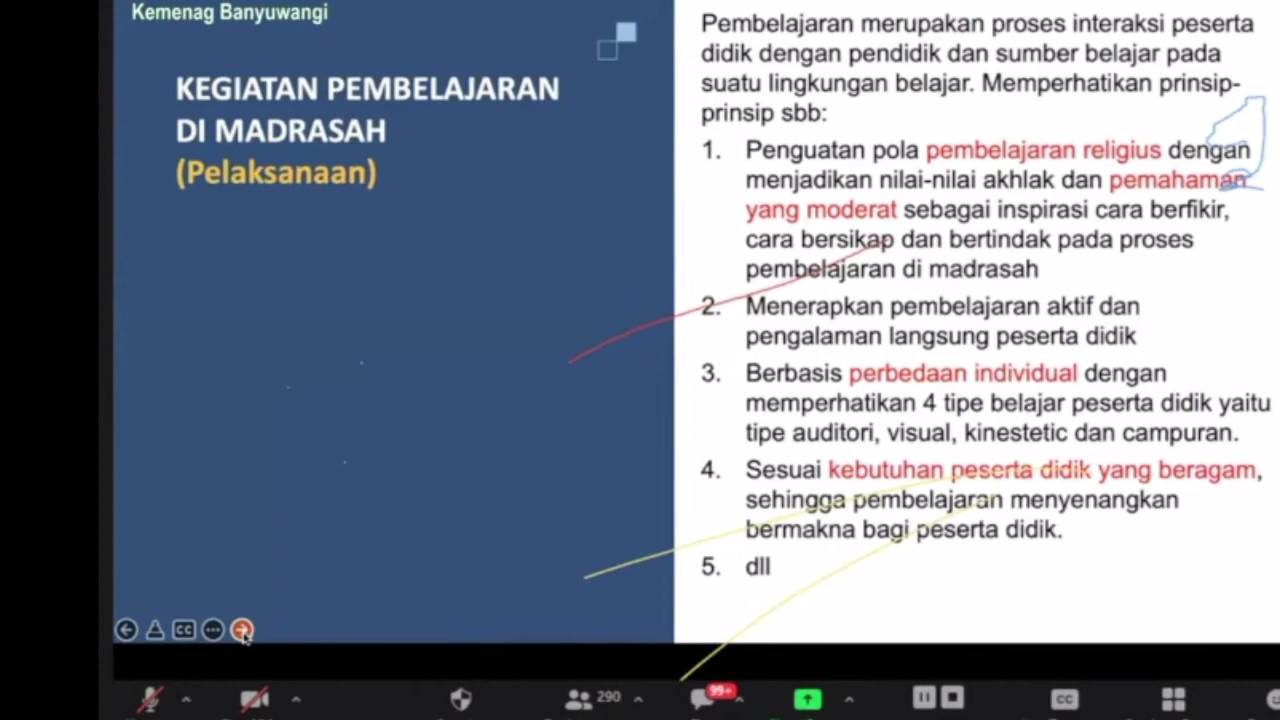 Kemenag Banyuwangi
KEGIATAN PEMBELAJARAN
DI MADRASAH
(Pelaksanaan)
Pembelajaran merupakan proses interaksi peserta
didik dengan pendidik dan sumber belajar pada
suatu lingkungan belajar. Memperhatikan prinsip-
prinsip sbb:
1. Penguatan pola pembelajaran religius dengan
menjadikan nilai-nilai akhlak dan pemahaman
yang moderat sebagai inspirasi cara berfikir,
cara bersikap dan bertindak pada proses
pembelajaran di madrasah
2. Menerapkan pembelajaran aktif dan
pengalaman langsung peserta didik
3. Berbasis perbedaan individual dengan
memperhatikan 4 tipe belajar peserta didik yaitu
tipe auditori, visual, kinestetic dan campuran.
4. Sesuai kebutuhan peserta didik yang beragam,
sehingga pembelajaran menyenangkan
bermakna bagi peserta didik.
5. dll
CC
290
99+
CC